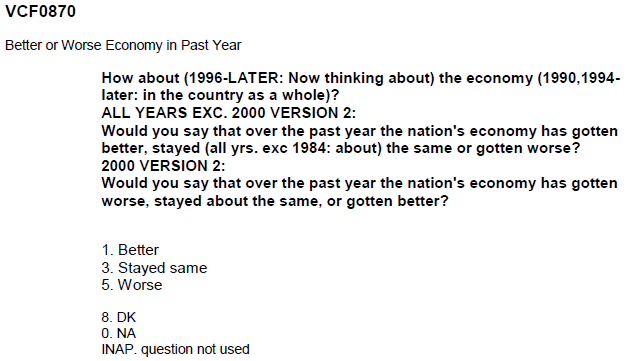 VCF0870
Better or Worse Economy in Past Year
How about (1996-LATER: Now thinking about) the economy (1990,1994-
later: in the country as a whole)?
ALL YEARS EXC. 2000 VERSION 2:
Would you say that over the past year the nation's economy has gotten
better, stayed (all yrs. exc 1984: about) the same or gotten worse?
2000 VERSION 2:
Would you say that over the past year the nation's economy has gotten
worse, stayed about the same, or gotten better?
1. Better
3. Stayed same
5. Worse
8. DK
0. NA
INAP. question not used